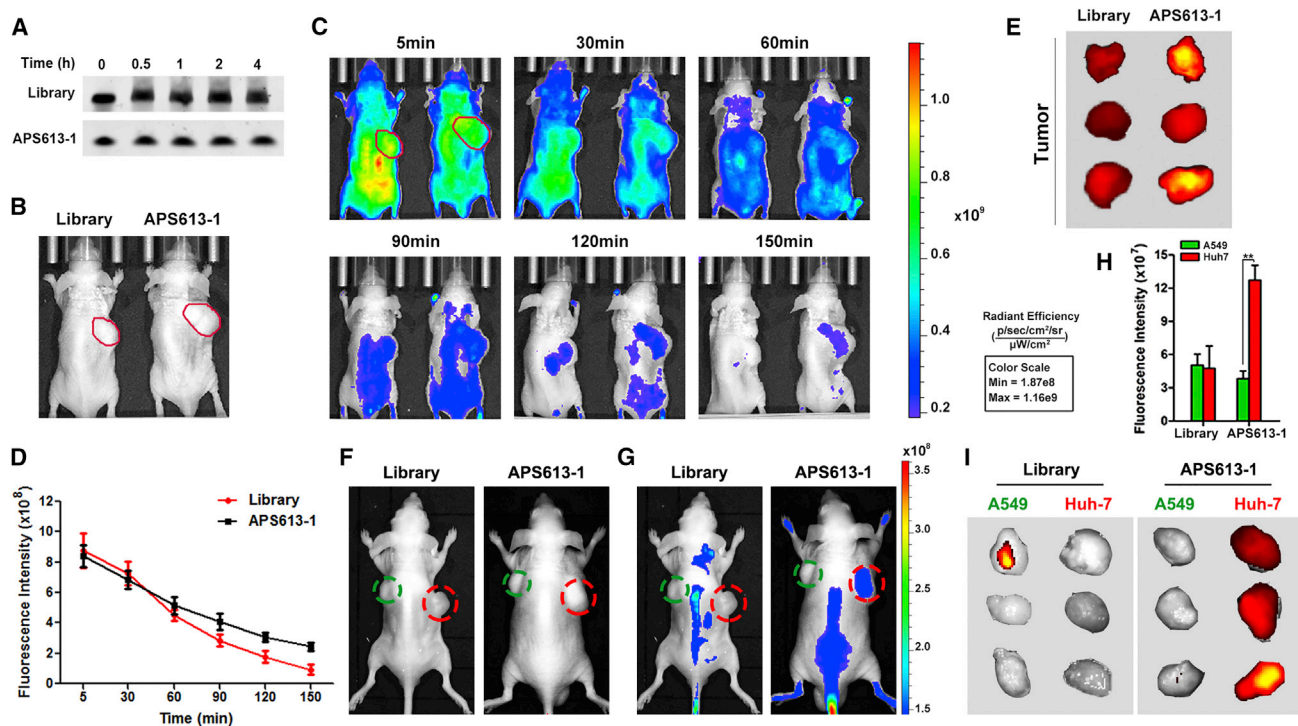 A
Time (h) 0 0.5 1 2 4
Library
APS613-1
B
Library APS613-1
C
5min 30min 60min
90min 120min 150min
1.0
0.8
x10⁹
0.6
0.4
0.3
0.2
Radiant Efficiency
(p/sec/cm²/sr
µW/cm²)
Color Scale
Min = 1.87e8
Max = 1.16e9
D
Fluorescence Intensity (x10⁸)
12
10
8
6
4
2
0
Library
APS613-1
5 30 60 90 120 150
Time (min)
E
Library APS613-1
Tumor
F
Library APS613-1
G
Library APS613-1
x10⁸
3.5
3.0
2.5
2.0
1.5
H
A549
Huh7
Fluorescence Intensity (x10⁷)
15
12
9
6
3
0
**
Library APS613-1
I
Library APS613-1
A549 Huh-7 A549 Huh-7